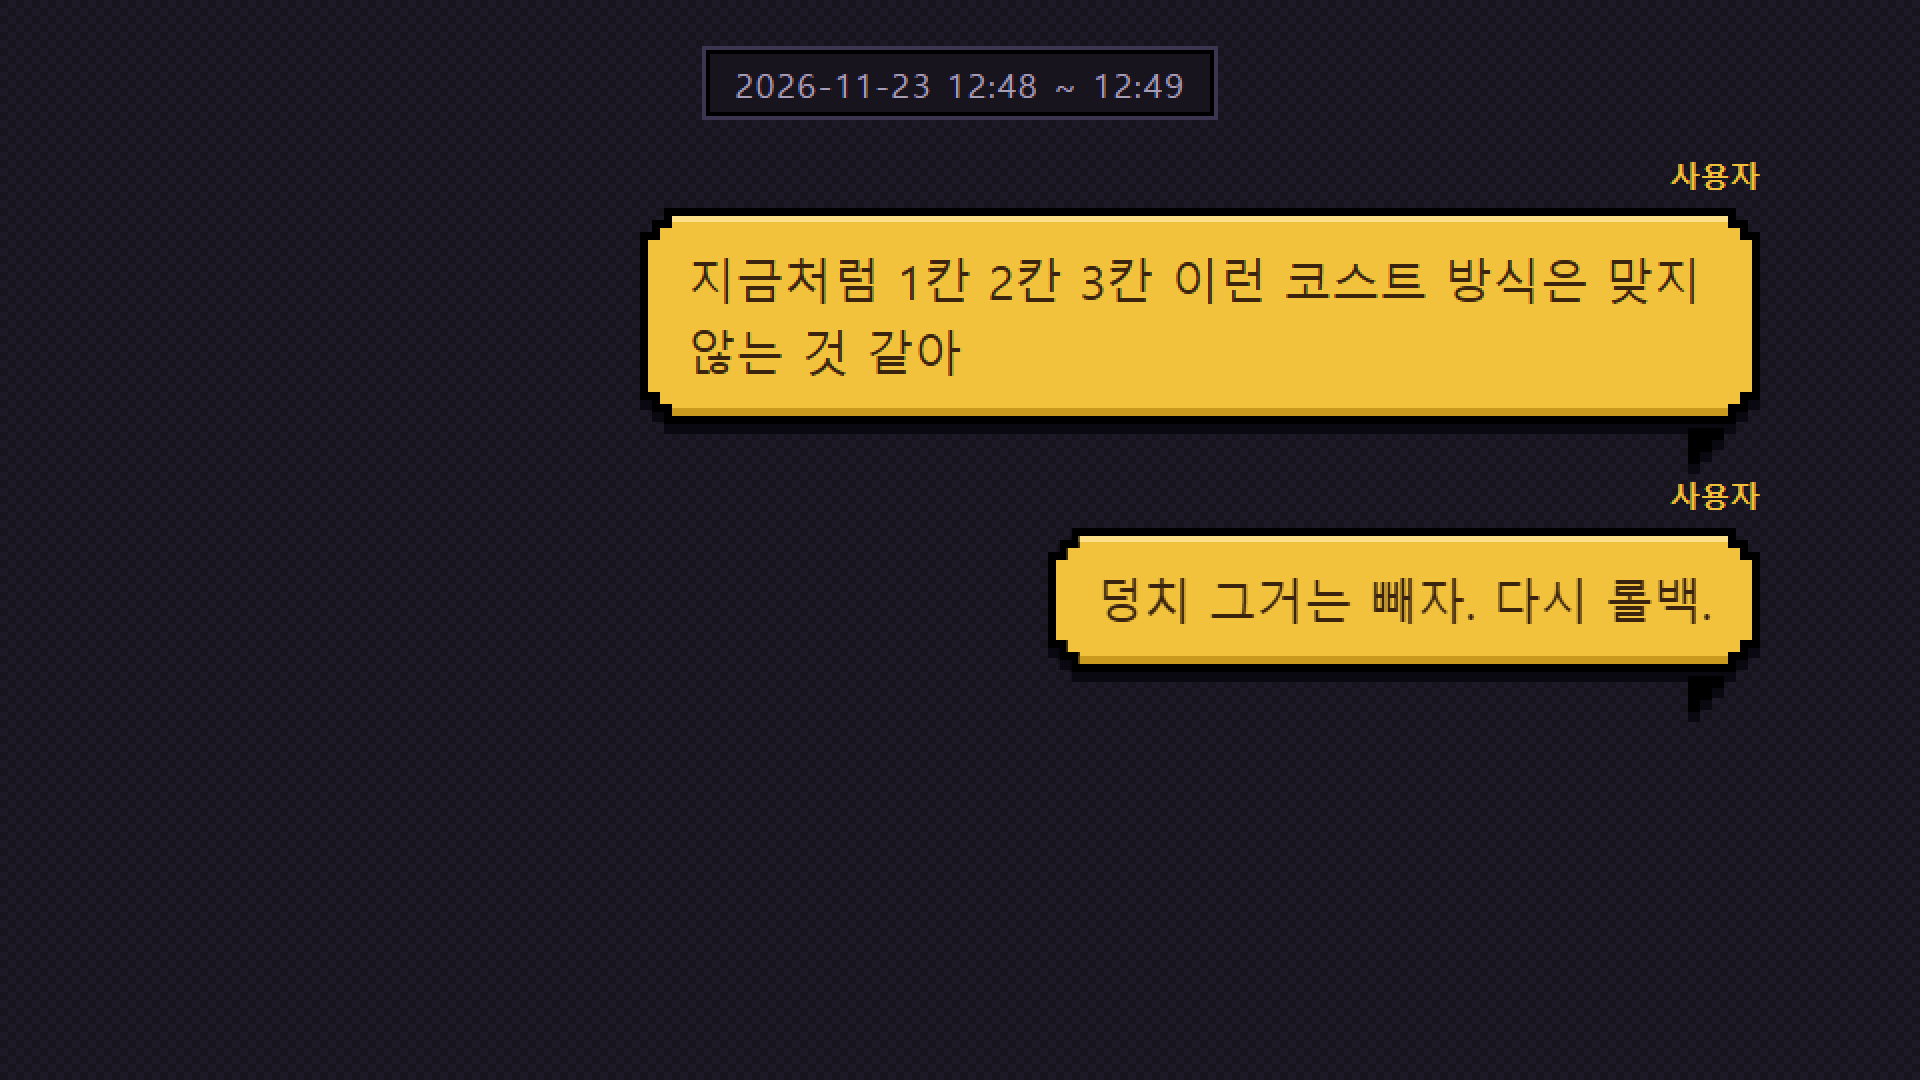 2026-11-23 12:48 ~ 12:49
사용자
지금처럼 1칸 2칸 3칸 이런 코스트 방식은 맞지
않는 것 같아
사용자
덩치 그거는 빼자. 다시 롤백.